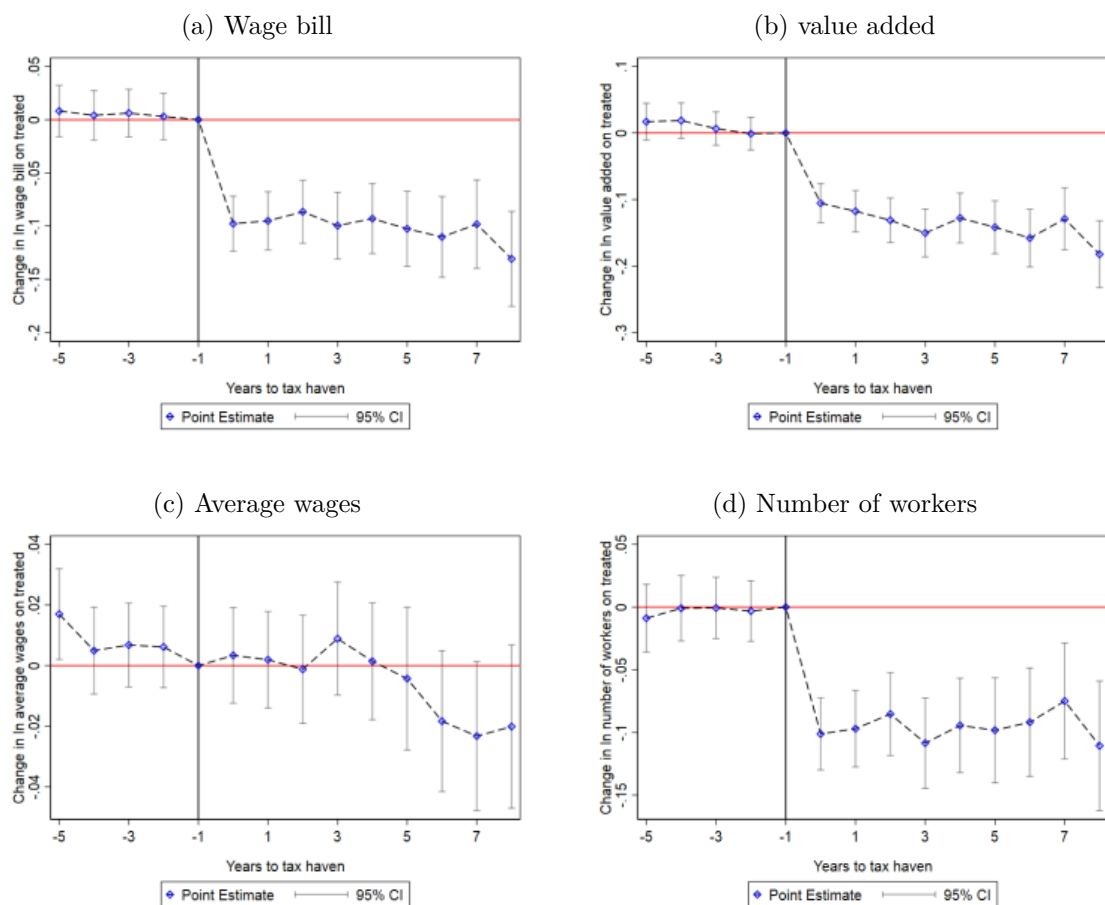 (a) Wage bill
Change in ln wage bill on treated
.05
0
-.05
-.1
-.15
-.2
-5 -3 -1 1 3 5 7
Years to tax haven
Point Estimate 95% CI
(b) value added
Change in ln value added on treated
.1
0
-.1
-.2
-.3
-5 -3 -1 1 3 5 7
Years to tax haven
Point Estimate 95% CI
(c) Average wages
Change in ln average wages on treated
.04
.02
0
-.02
-.04
-5 -3 -1 1 3 5 7
Years to tax haven
Point Estimate 95% CI
(d) Number of workers
Change in ln number of workers on treated
.05
0
-.05
-.1
-.15
-5 -3 -1 1 3 5 7
Years to tax haven
Point Estimate 95% CI